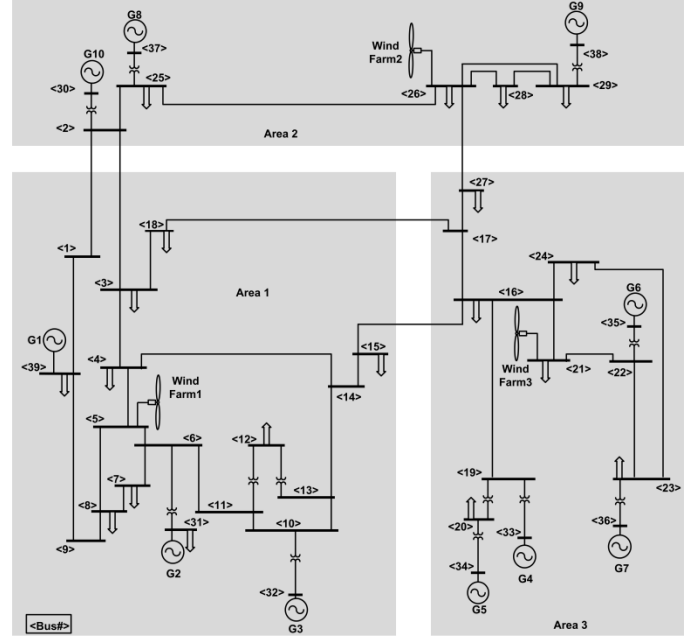 G8
G9
<37>
Wind
Farm2
<38>
G10
<25>
<30>
<26>
<28>
<29>
<2>
Area 2
<27>
<18>
<17>
<1>
<24>
<3>
Area 1
<16>
G6
G1
<35>
<15>
<4>
<39>
Wind
Farm1
<14>
Wind
Farm3
<21>
<22>
<5>
<6>
<12>
<7>
<13>
<19>
<8>
<11>
<23>
<9>
<31>
<10>
<20>
<33>
<36>
G2
<34>
G4
G7
<32>
G5
G3
<Bus#>
Area 3